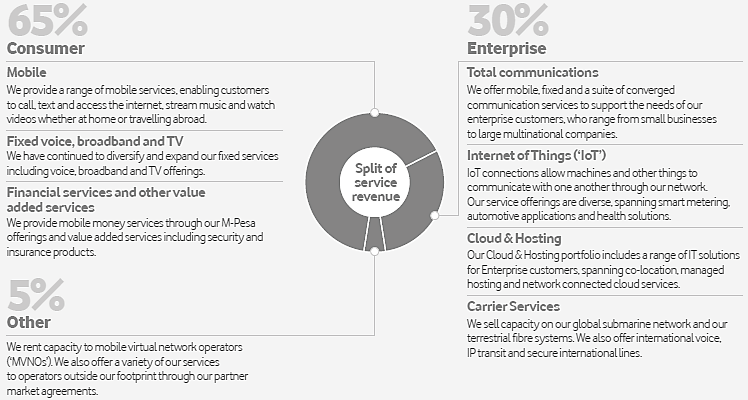 65%
Consumer
Mobile
We provide a range of mobile services, enabling customers
to call, text and access the internet, stream music and watch
videos whether at home or travelling abroad.
Fixed voice, broadband and TV
We have continued to diversify and expand our fixed services
including voice, broadband and TV offerings.
Financial services and other value
added services
We provide mobile money services through our M-Pesa
offerings and value added services including security and
insurance products.
5%
Other
We rent capacity to mobile virtual network operators
(‘MVNOs’). We also offer a variety of our services
to operators outside our footprint through our partner
market agreements.
Split of
service
revenue
30%
Enterprise
Total communications
We offer mobile, fixed and a suite of converged
communication services to support the needs of our
enterprise customers, who range from small businesses
to large multinational companies.
Internet of Things (‘IoT’)
IoT connections allow machines and other things to
communicate with one another through our network.
Our service offerings are diverse, spanning smart metering,
automotive applications and health solutions.
Cloud & Hosting
Our Cloud & Hosting portfolio includes a range of IT solutions
for Enterprise customers, spanning co-location, managed
hosting and network connected cloud services.
Carrier Services
We sell capacity on our global submarine network and our
terrestrial fibre systems. We also offer international voice,
IP transit and secure international lines.